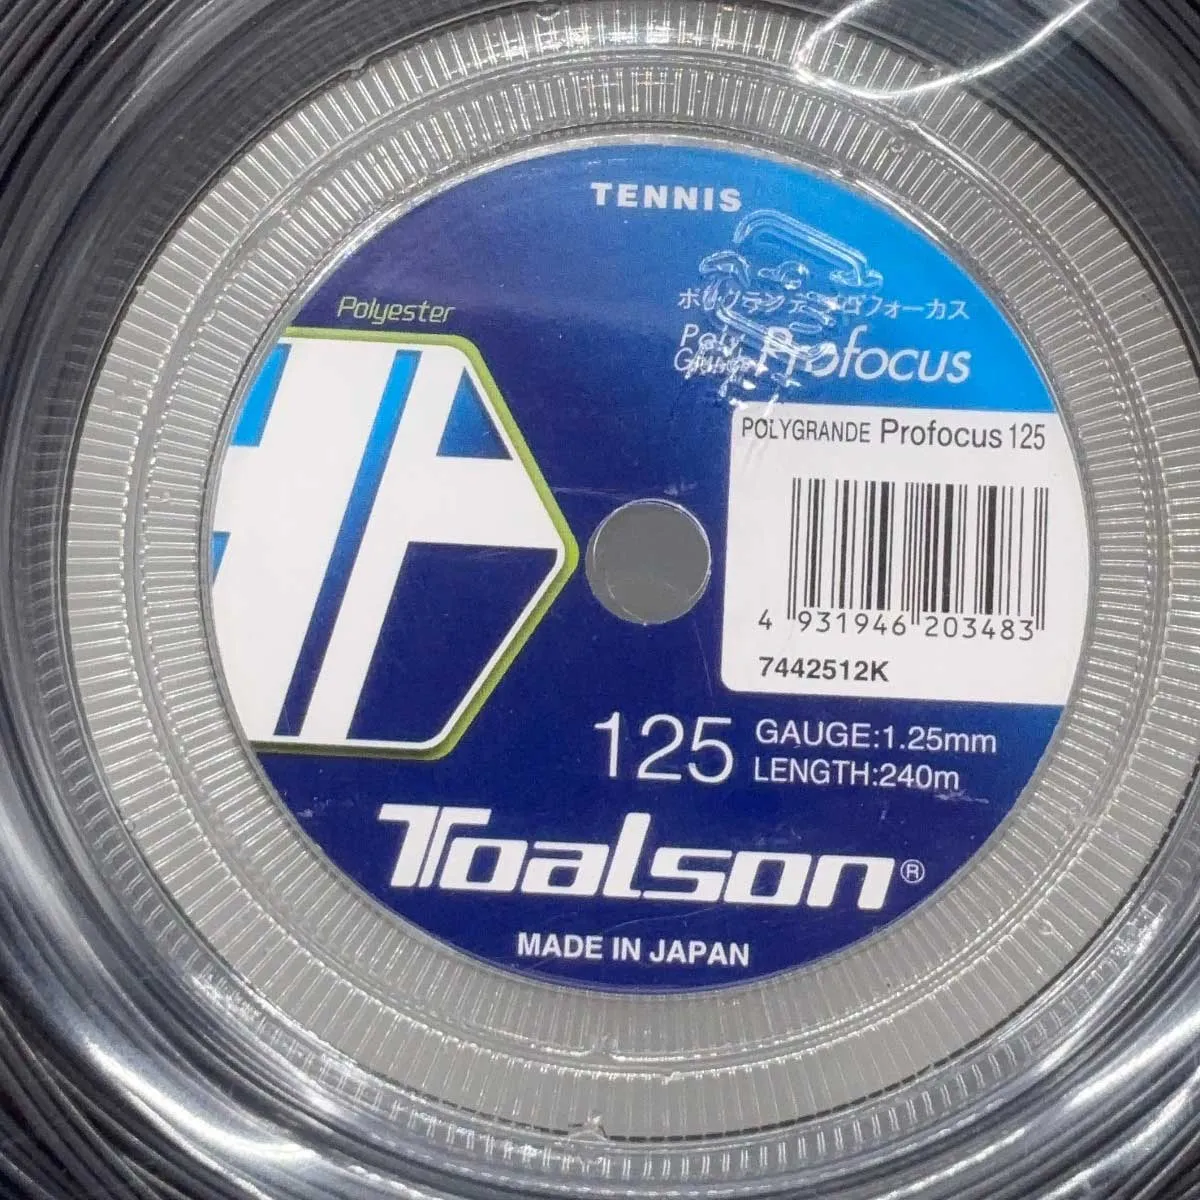 TENNIS
ポリグランデ プロフォーカス
Polyester
Poly
Grande Profocus
POLYGRANDE Profocus 125
4 931946 203483
7442512K
125
GAUGE:1.25mm
LENGTH:240m
Toalson®
MADE IN JAPAN